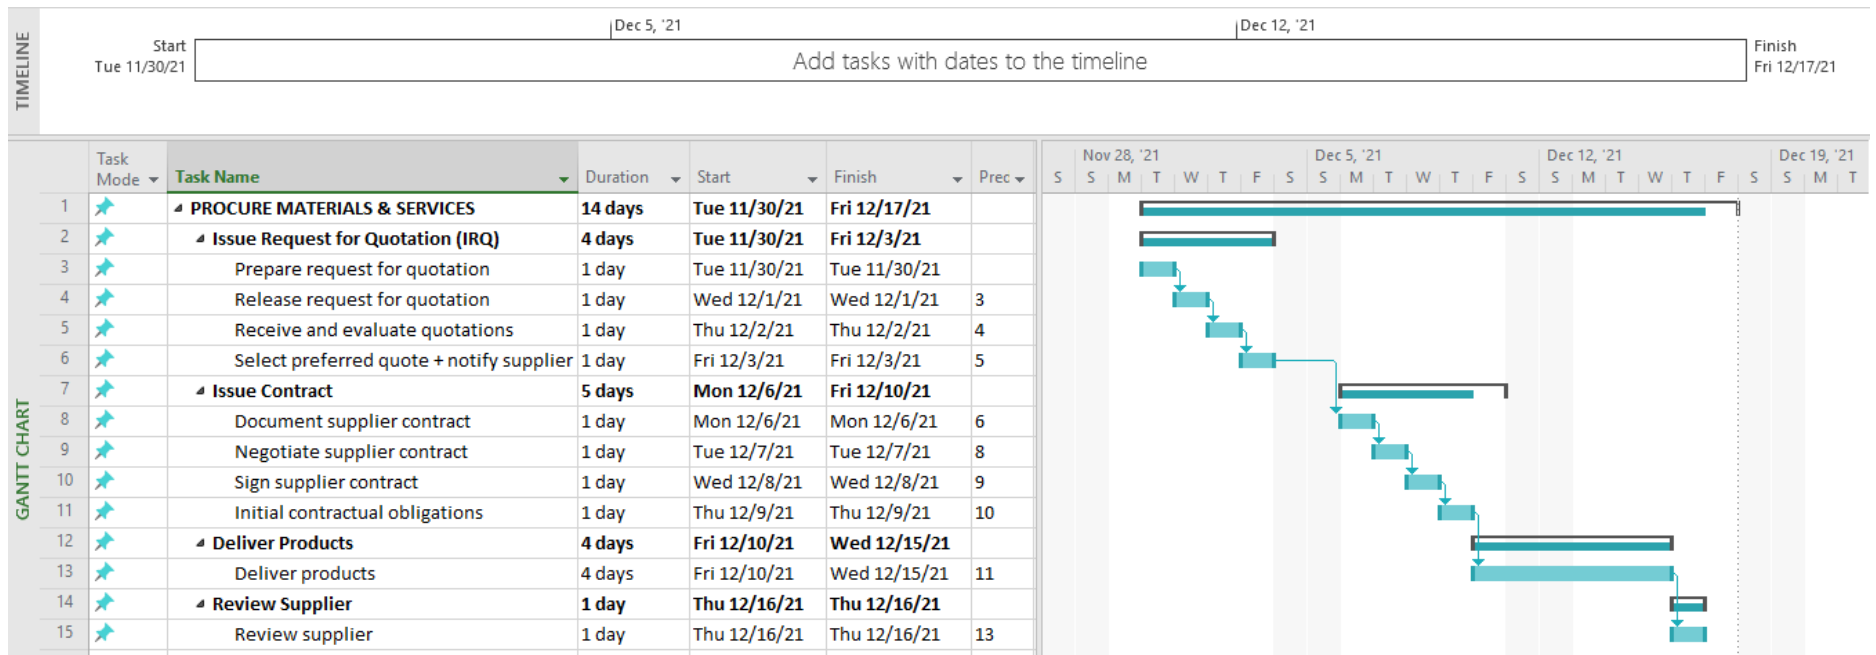 TIMELINE
Dec 5, '21 Dec 12, '21
Start
Tue 11/30/21
Add tasks with dates to the timeline
Finish
Fri 12/17/21
GANTT CHART
Task Mode Task Name Duration Start Finish Prec
Nov 28, '21 Dec 5, '21 Dec 12, '21 Dec 19, '21
S S M T W T F S S M T W T F S S M T W T F S S M T
1 PROCURE MATERIALS & SERVICES 14 days Tue 11/30/21 Fri 12/17/21
2 Issue Request for Quotation (IRQ) 4 days Tue 11/30/21 Fri 12/3/21
3 Prepare request for quotation 1 day Tue 11/30/21 Tue 11/30/21
4 Release request for quotation 1 day Wed 12/1/21 Wed 12/1/21 3
5 Receive and evaluate quotations 1 day Thu 12/2/21 Thu 12/2/21 4
6 Select preferred quote + notify supplier 1 day Fri 12/3/21 Fri 12/3/21 5
7 Issue Contract 5 days Mon 12/6/21 Fri 12/10/21
8 Document supplier contract 1 day Mon 12/6/21 Mon 12/6/21 6
9 Negotiate supplier contract 1 day Tue 12/7/21 Tue 12/7/21 8
10 Sign supplier contract 1 day Wed 12/8/21 Wed 12/8/21 9
11 Initial contractual obligations 1 day Thu 12/9/21 Thu 12/9/21 10
12 Deliver Products 4 days Fri 12/10/21 Wed 12/15/21
13 Deliver products 4 days Fri 12/10/21 Wed 12/15/21 11
14 Review Supplier 1 day Thu 12/16/21 Thu 12/16/21
15 Review supplier 1 day Thu 12/16/21 Thu 12/16/21 13